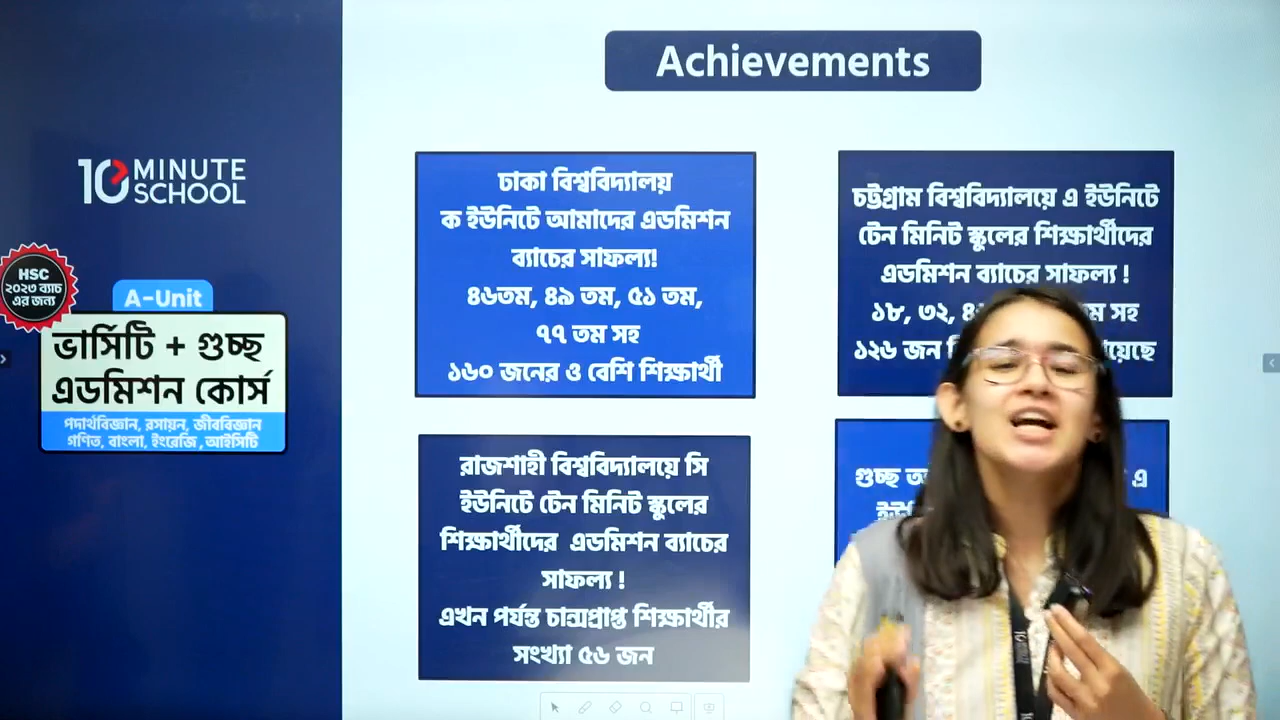 Achievements
10 MINUTE
SCHOOL
HSC
২০২৩ ব্যাচ
এর জন্য
A-Unit
ভার্সিটি + গুচ্ছ
এডমিশন কোর্স
পদার্থবিজ্ঞান, রসায়ন, জীববিজ্ঞান
গণিত, বাংলা, ইংরেজি, আইসিটি
ঢাকা বিশ্ববিদ্যালয়
ক ইউনিটে আমাদের এডমিশন
ব্যাচের সাফল্য!
৪৬তম, ৪৯ তম, ৫১ তম,
৭৭ তম সহ
১৬০ জনের ও বেশি শিক্ষার্থী
চট্টগ্রাম বিশ্ববিদ্যালয়ে এ ইউনিটে
টেন মিনিট স্কুলের শিক্ষার্থীদের
এডমিশন ব্যাচের সাফল্য !
১৮, ৩২, সহ
১২৬ জন
রাজশাহী বিশ্ববিদ্যালয়ে সি
ইউনিটে টেন মিনিট স্কুলের
শিক্ষার্থীদের এডমিশন ব্যাচের
সাফল্য !
এখন পর্যন্ত চান্সপ্রাপ্ত শিক্ষার্থীর
সংখ্যা ৫৬ জন
গুচ্ছ এ